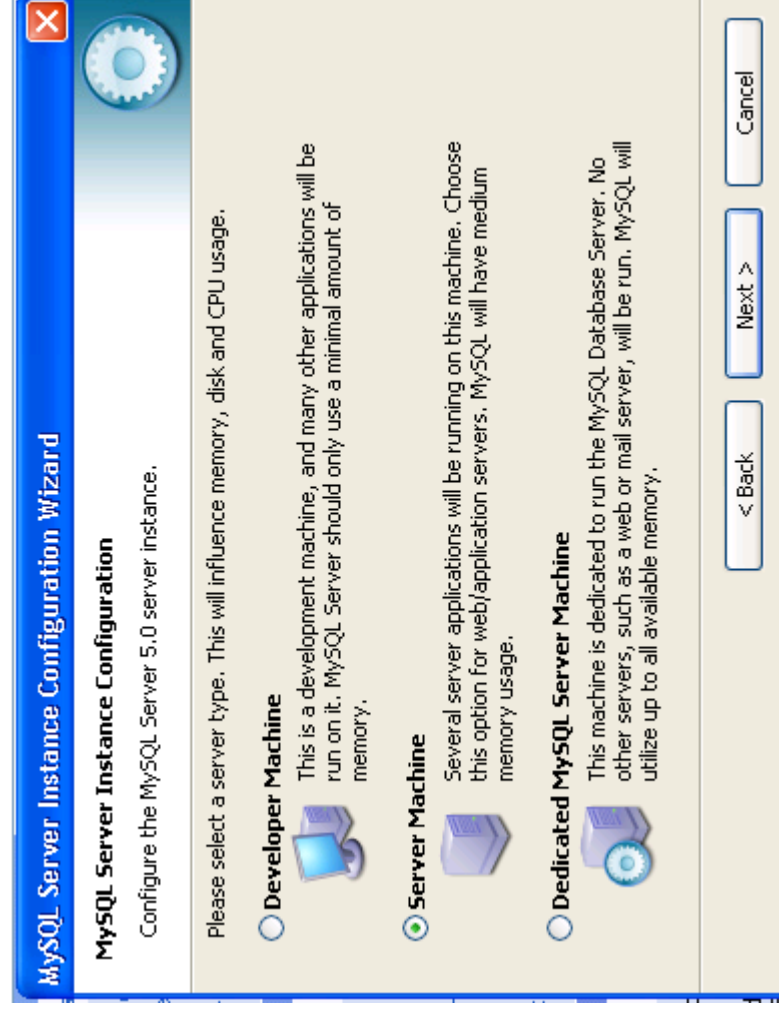 MySQL Server Instance Configuration Wizard
MySQL Server Instance Configuration
Configure the MySQL Server 5.0 server instance.
Please select a server type. This will influence memory, disk and CPU usage.
Developer Machine
This is a development machine, and many other applications will be
run on it. MySQL Server should only use a minimal amount of
memory.
Server Machine
Several server applications will be running on this machine. Choose
this option for web/application servers. MySQL will have medium
memory usage.
Dedicated MySQL Server Machine
This machine is dedicated to run the MySQL Database Server. No
other servers, such as a web or mail server, will be run. MySQL will
utilize up to all available memory.
< Back
Next >
Cancel